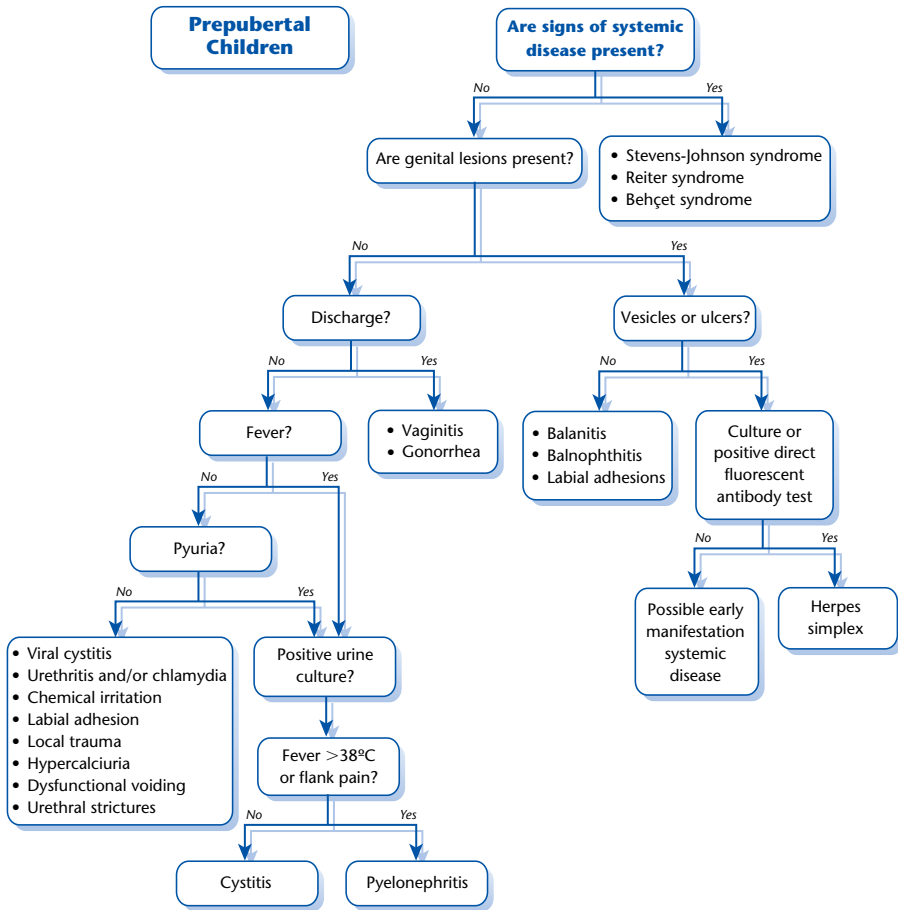 Prepubertal
Children
Are signs of systemic
disease present?
No
Yes
Are genital lesions present?
• Stevens-Johnson syndrome
• Reiter syndrome
• Behçet syndrome
No
Yes
Discharge?
Vesicles or ulcers?
No
Yes
No
Yes
Fever?
• Vaginitis
• Gonorrhea
• Balanitis
• Balnophthitis
• Labial adhesions
Culture or
positive direct
fluorescent
antibody test
No
Yes
Pyuria?
No
Yes
No
Yes
• Viral cystitis
• Urethritis and/or chlamydia
• Chemical irritation
• Labial adhesion
• Local trauma
• Hypercalciuria
• Dysfunctional voiding
• Urethral strictures
Positive urine
culture?
Possible early
manifestation
systemic
disease
Herpes
simplex
Fever >38ºC
or flank pain?
No
Yes
Cystitis
Pyelonephritis